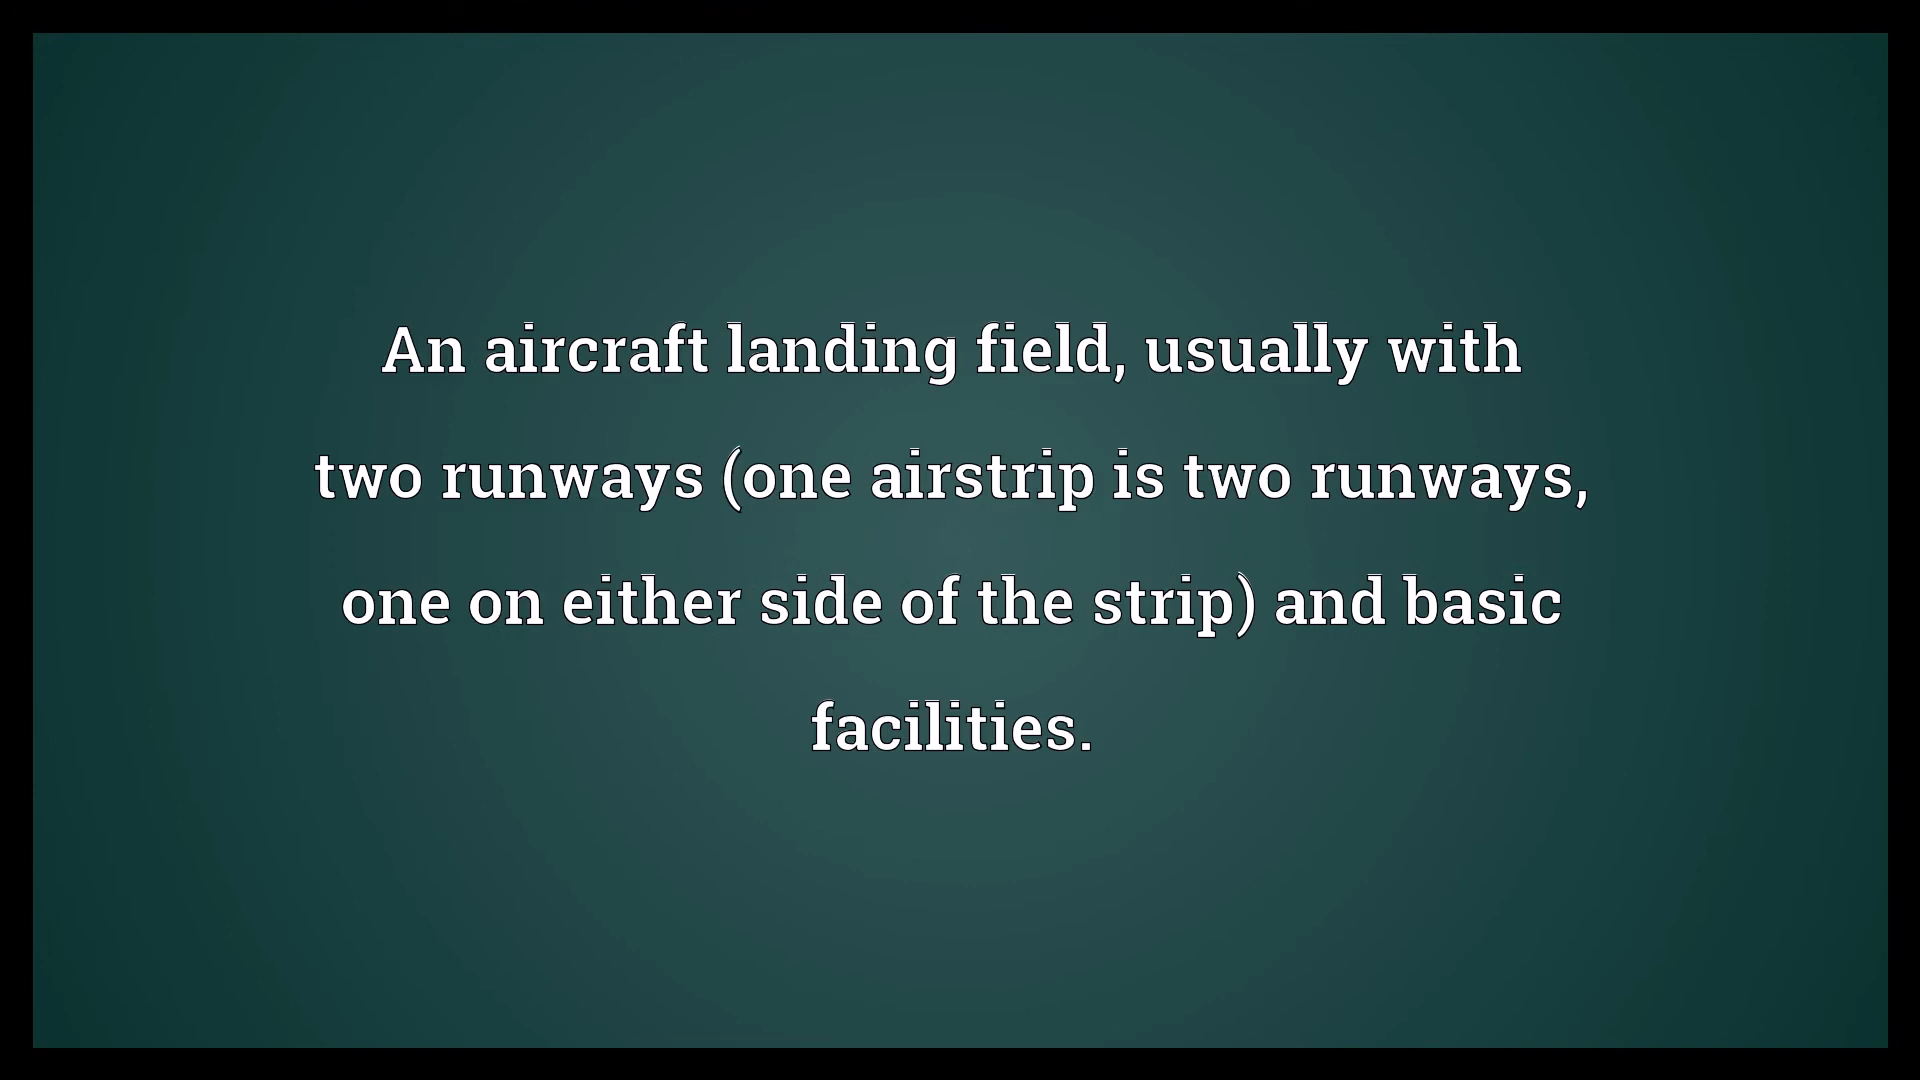 An aircraft landing field, usually with
two runways (one airstrip is two runways,
one on either side of the strip) and basic
facilities.